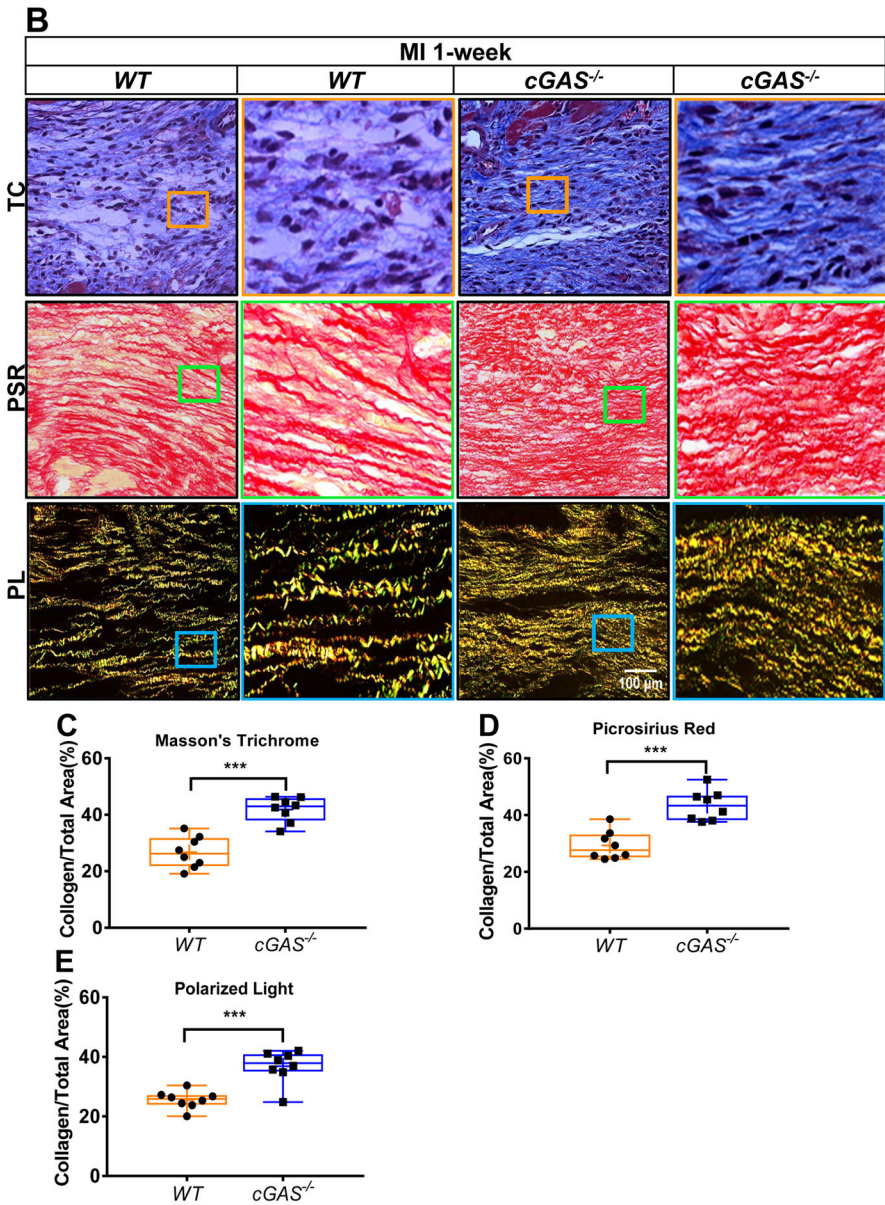 B
MI 1-week
WT WT cGAS-/- cGAS-/-
TC
PSR
PL
100 µm
C
Masson's Trichrome
Collogen/Total Area(%)
60
40
20
0
***
WT cGAS-/-
D
Picrosirius Red
Collagen/Total Area(%)
60
40
20
0
***
WT cGAS-/-
E
Polarized Light
Collagen/Total Area(%)
60
40
20
0
***
WT cGAS-/-